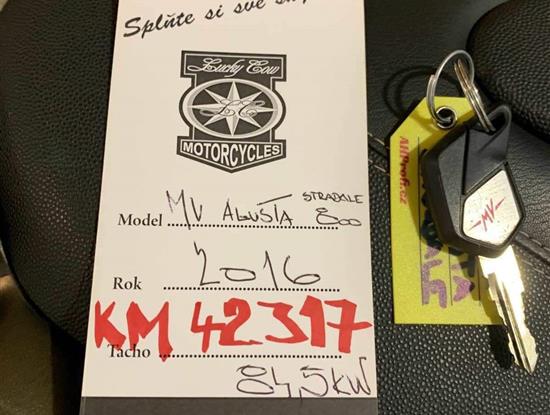 Splňte si své
Lucky Cow
LC
MOTORCYCLES
Model MV AGUSTA STRADALE 800
Rok 2016
KM 42317
Tacho
84,5KW
AllProfi.cz
MV